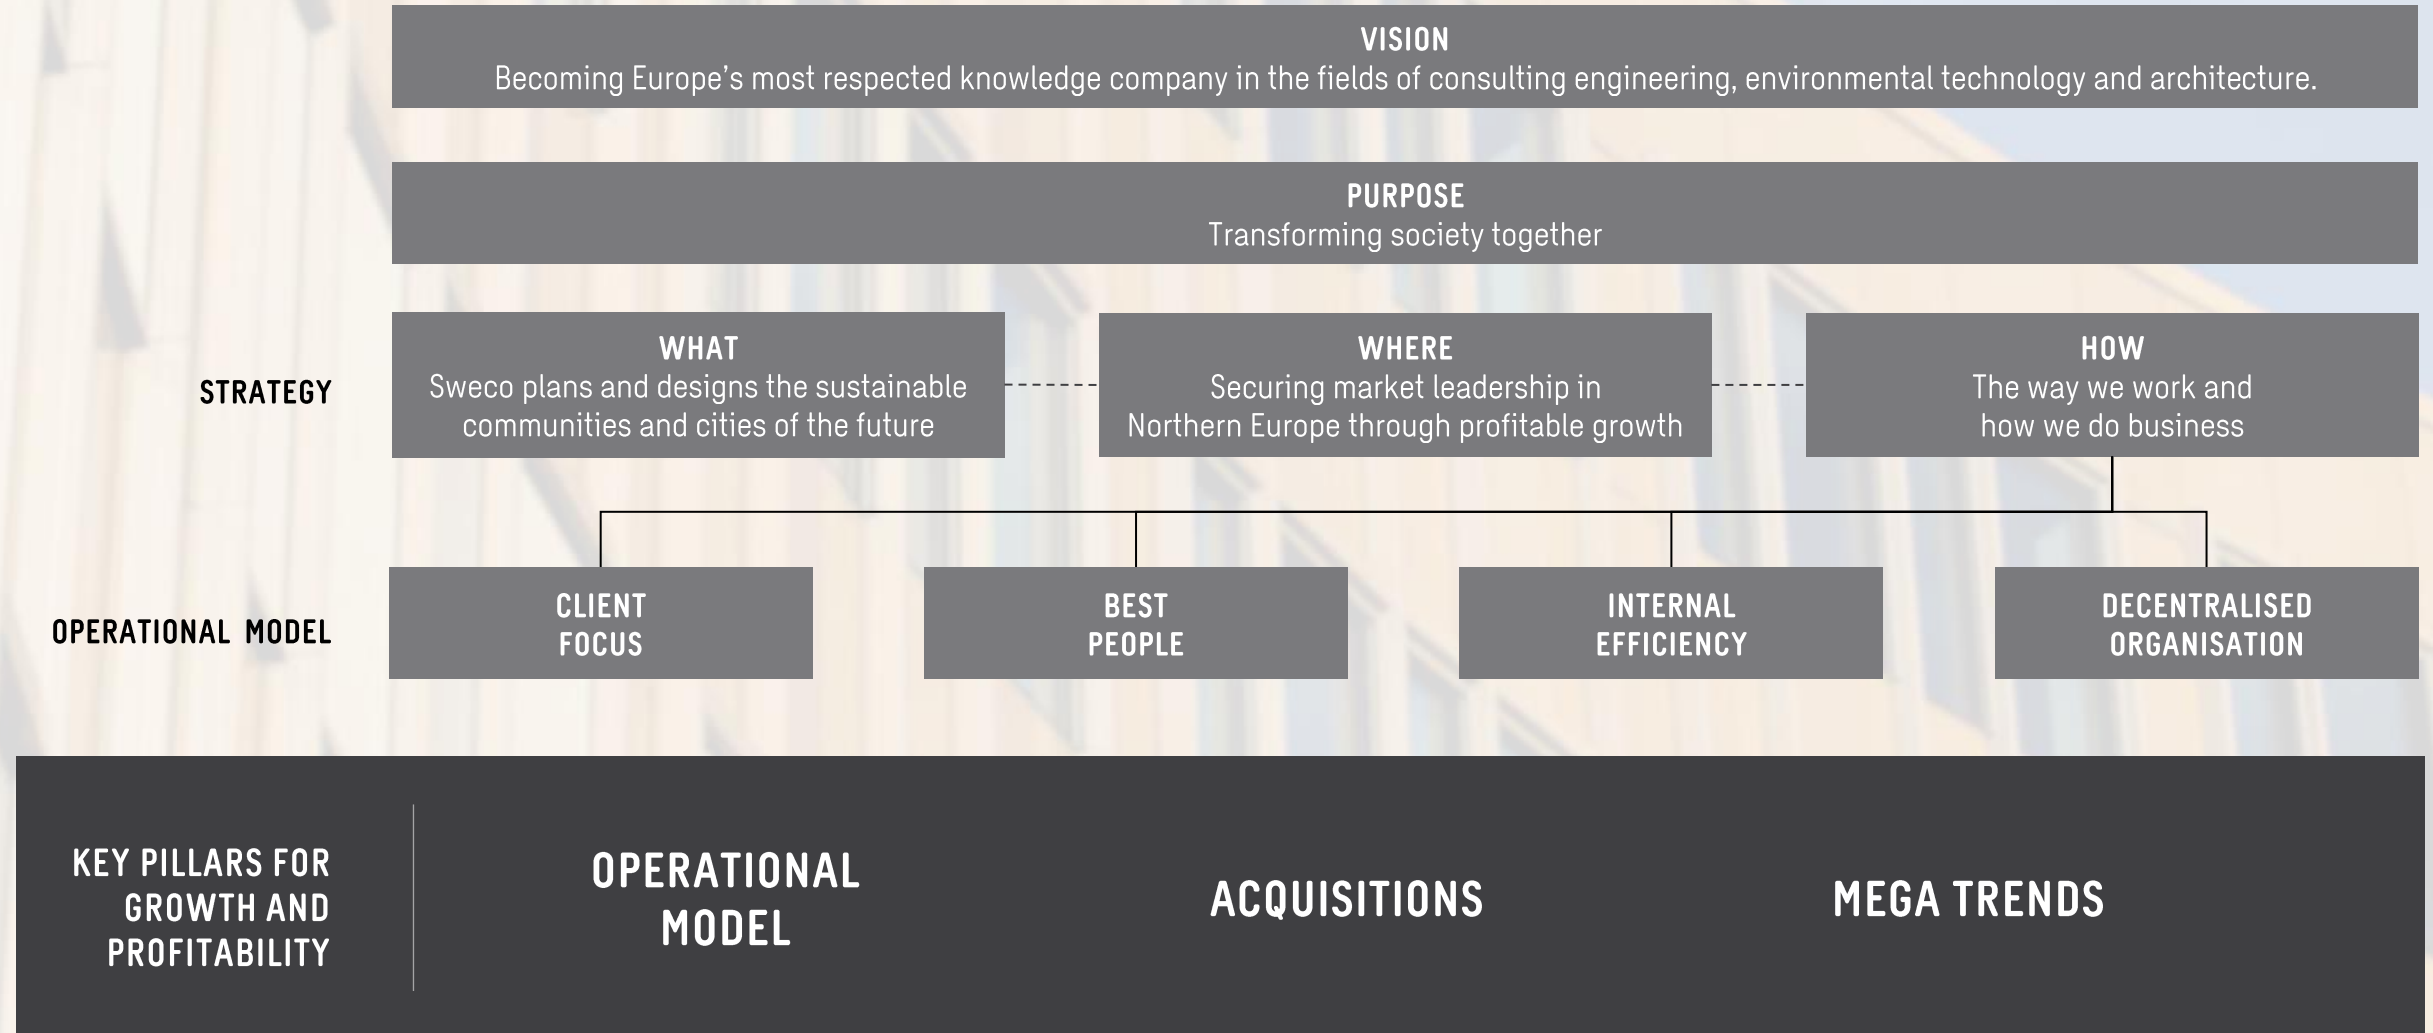 VISION
Becoming Europe’s most respected knowledge company in the fields of consulting engineering, environmental technology and architecture.
PURPOSE
Transforming society together
STRATEGY
WHAT
Sweco plans and designs the sustainable
communities and cities of the future
WHERE
Securing market leadership in
Northern Europe through profitable growth
HOW
The way we work and
how we do business
OPERATIONAL MODEL
CLIENT
FOCUS
BEST
PEOPLE
INTERNAL
EFFICIENCY
DECENTRALISED
ORGANISATION
KEY PILLARS FOR
GROWTH AND
PROFITABILITY
OPERATIONAL
MODEL
ACQUISITIONS
MEGA TRENDS